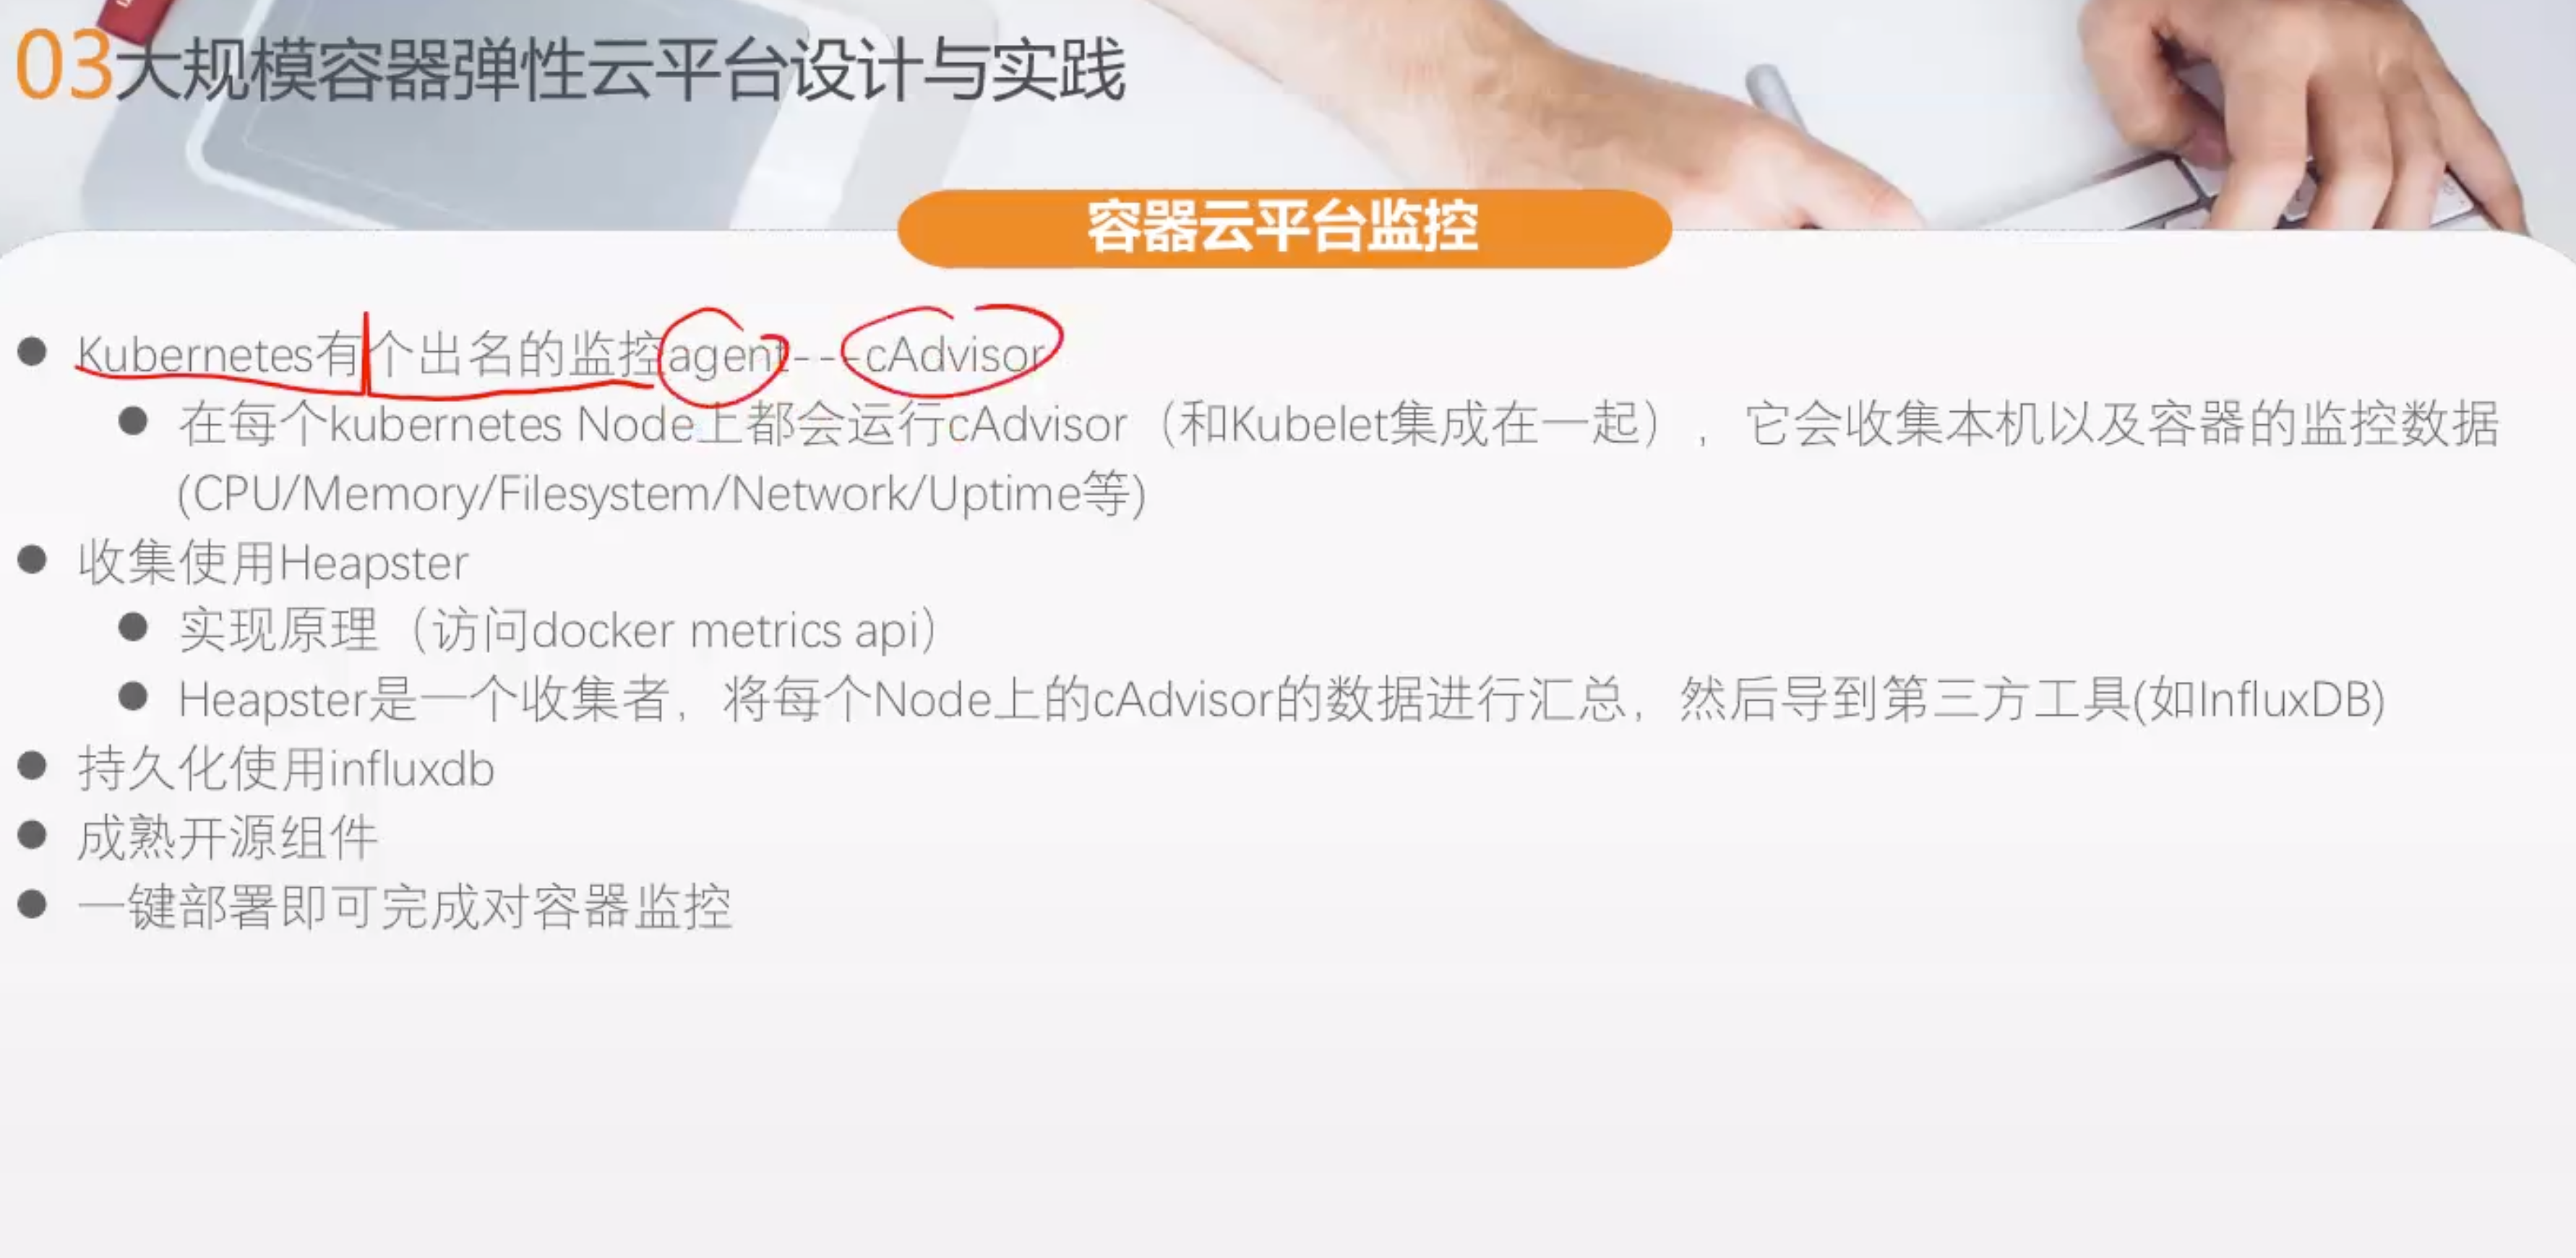 03大规模容器弹性云平台设计与实践
容器云平台监控
Kubernetes有个出名的监控agent---cAdvisor
在每个kubernetes Node上都会运行cAdvisor（和Kubelet集成在一起），它会收集本机以及容器的监控数据
(CPU/Memory/Filesystem/Network/Uptime等)
收集使用Heapster
实现原理（访问docker metrics api）
Heapster是一个收集者，将每个Node上的cAdvisor的数据进行汇总，然后导到第三方工具(如InfluxDB)
持久化使用influxdb
成熟开源组件
一键部署即可完成对容器监控